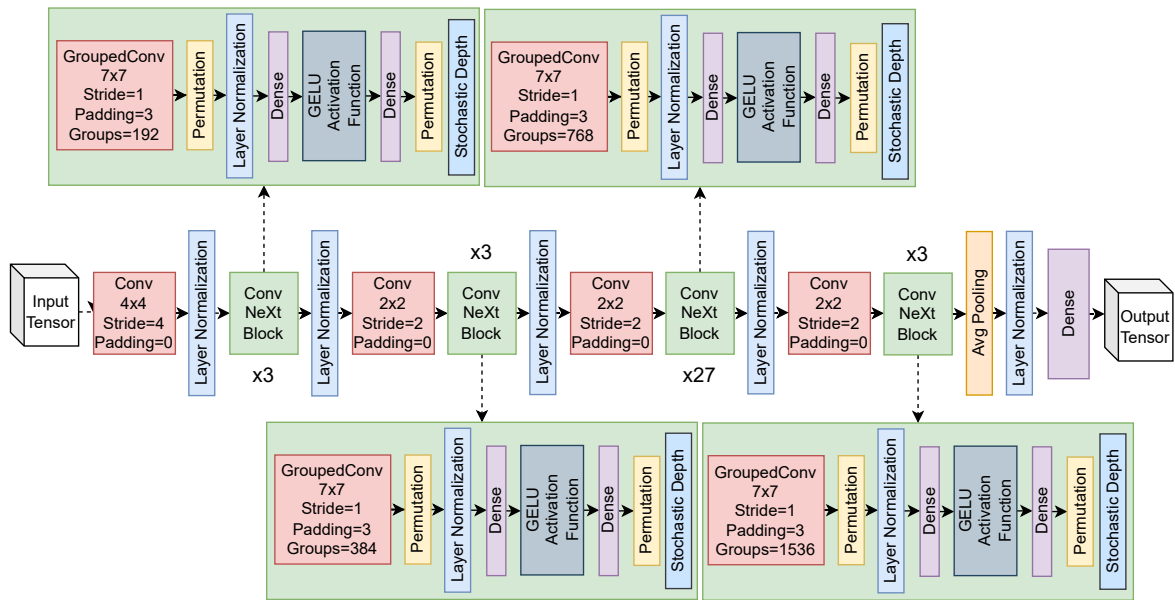 GroupedConv
7x7
Stride=1
Padding=3
Groups=192
Permutation
Layer Normalization
Dense
GELU
Activation
Function
Dense
Permutation
Stochastic Depth
GroupedConv
7x7
Stride=1
Padding=3
Groups=768
Permutation
Layer Normalization
Dense
GELU
Activation
Function
Dense
Permutation
Stochastic Depth
Input
Tensor
Conv
4x4
Stride=4
Padding=0
Layer Normalization
Conv
NeXt
Block
x3
Layer Normalization
Conv
2x2
Stride=2
Padding=0
x3
Conv
NeXt
Block
Layer Normalization
Conv
2x2
Stride=2
Padding=0
Conv
NeXt
Block
x27
Layer Normalization
Conv
2x2
Stride=2
Padding=0
x3
Conv
NeXt
Block
Avg Pooling
Layer Normalization
Dense
Output
Tensor
GroupedConv
7x7
Stride=1
Padding=3
Groups=384
Permutation
Layer Normalization
Dense
GELU
Activation
Function
Dense
Permutation
Stochastic Depth
GroupedConv
7x7
Stride=1
Padding=3
Groups=1536
Permutation
Layer Normalization
Dense
GELU
Activation
Function
Dense
Permutation
Stochastic Depth